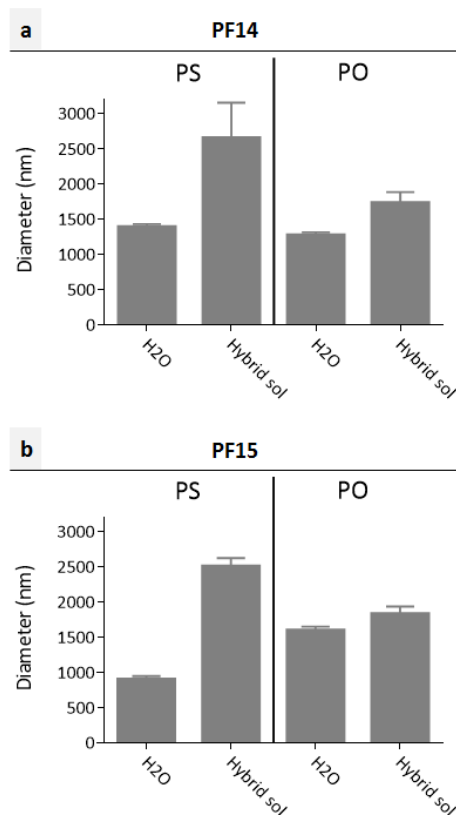 a
PF14
PS PO
3000
2500
2000
1500
1000
500
0
Diameter (nm)
H2O Hybrid sol H2O Hybrid sol
b
PF15
PS PO
3000
2500
2000
1500
1000
500
0
Diameter (nm)
H2O Hybrid sol H2O Hybrid sol